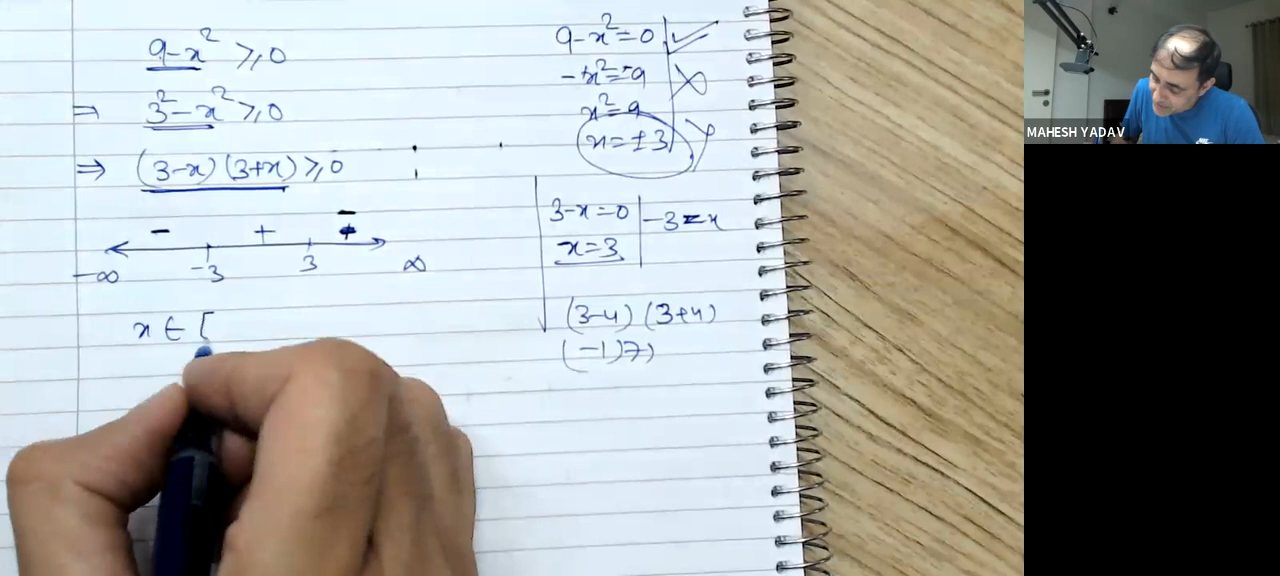 9-x² ≥ 0
⇒ 3²-x² ≥ 0
⇒ (3-x)(3+x) ≥ 0
- + -
-∞ -3 3 ∞
x ∈ [
9-x²=0
-x²=-9
x²=9
x=±3
3-x=0
x=3
-3=x
(3-4)(3+4)
(-1)7)
MAHESH YADAV